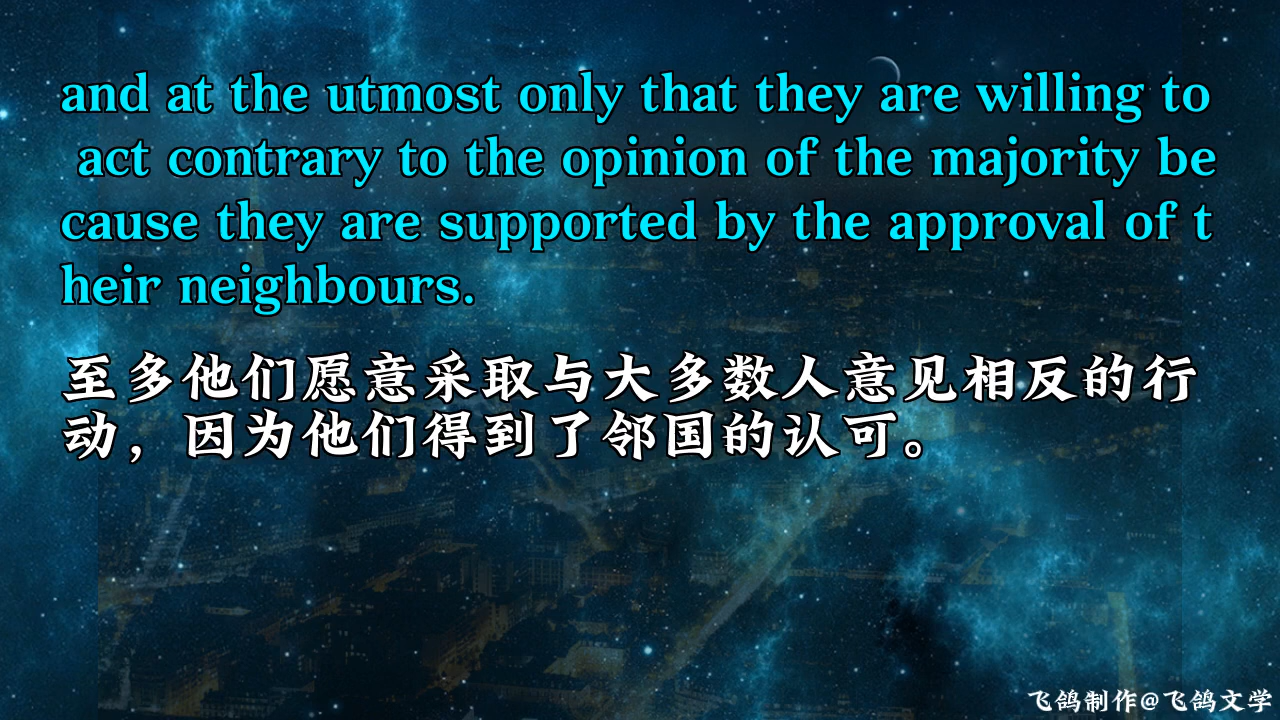 and at the utmost only that they are willing to
act contrary to the opinion of the majority be
cause they are supported by the approval of t
heir neighbours.
至多他们愿意采取与大多数人意见相反的行
动，因为他们得到了邻国的认可。
飞鸽制作@飞鸽文学